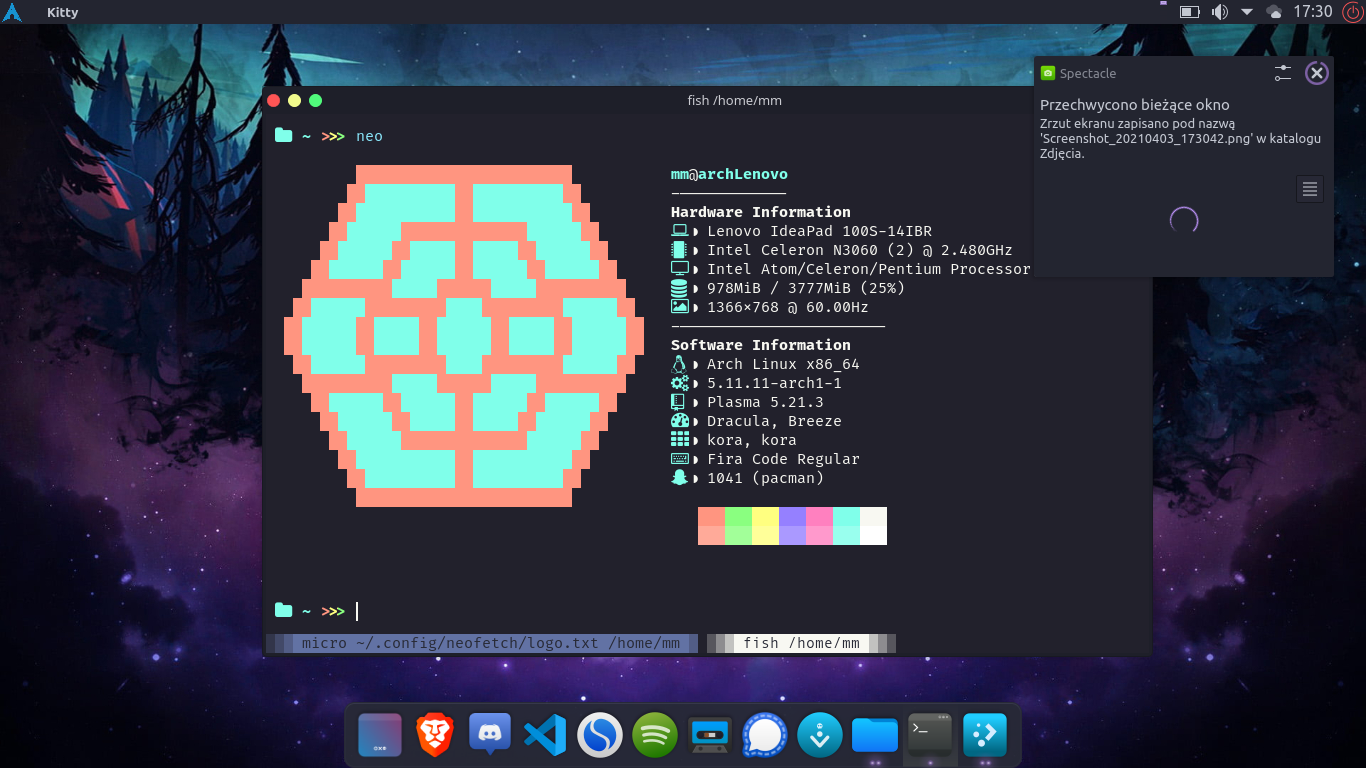 Kitty
17:30
Spectacle
Przechwycono bieżące okno
Zrzut ekranu zapisano pod nazwą
'Screenshot_20210403_173042.png' w katalogu
Zdjęcia.
fish /home/mm
~ >>> neo
mm@archLenovo
Hardware Information
Lenovo IdeaPad 100S-14IBR
Intel Celeron N3060 (2) @ 2.480GHz
Intel Atom/Celeron/Pentium Processor
978MiB / 3777MiB (25%)
1366×768 @ 60.00Hz
Software Information
Arch Linux x86_64
5.11.11-arch1-1
Plasma 5.21.3
Dracula, Breeze
kora, kora
Fira Code Regular
1041 (pacman)
~ >>>
micro ~/.config/neofetch/logo.txt /home/mm fish /home/mm